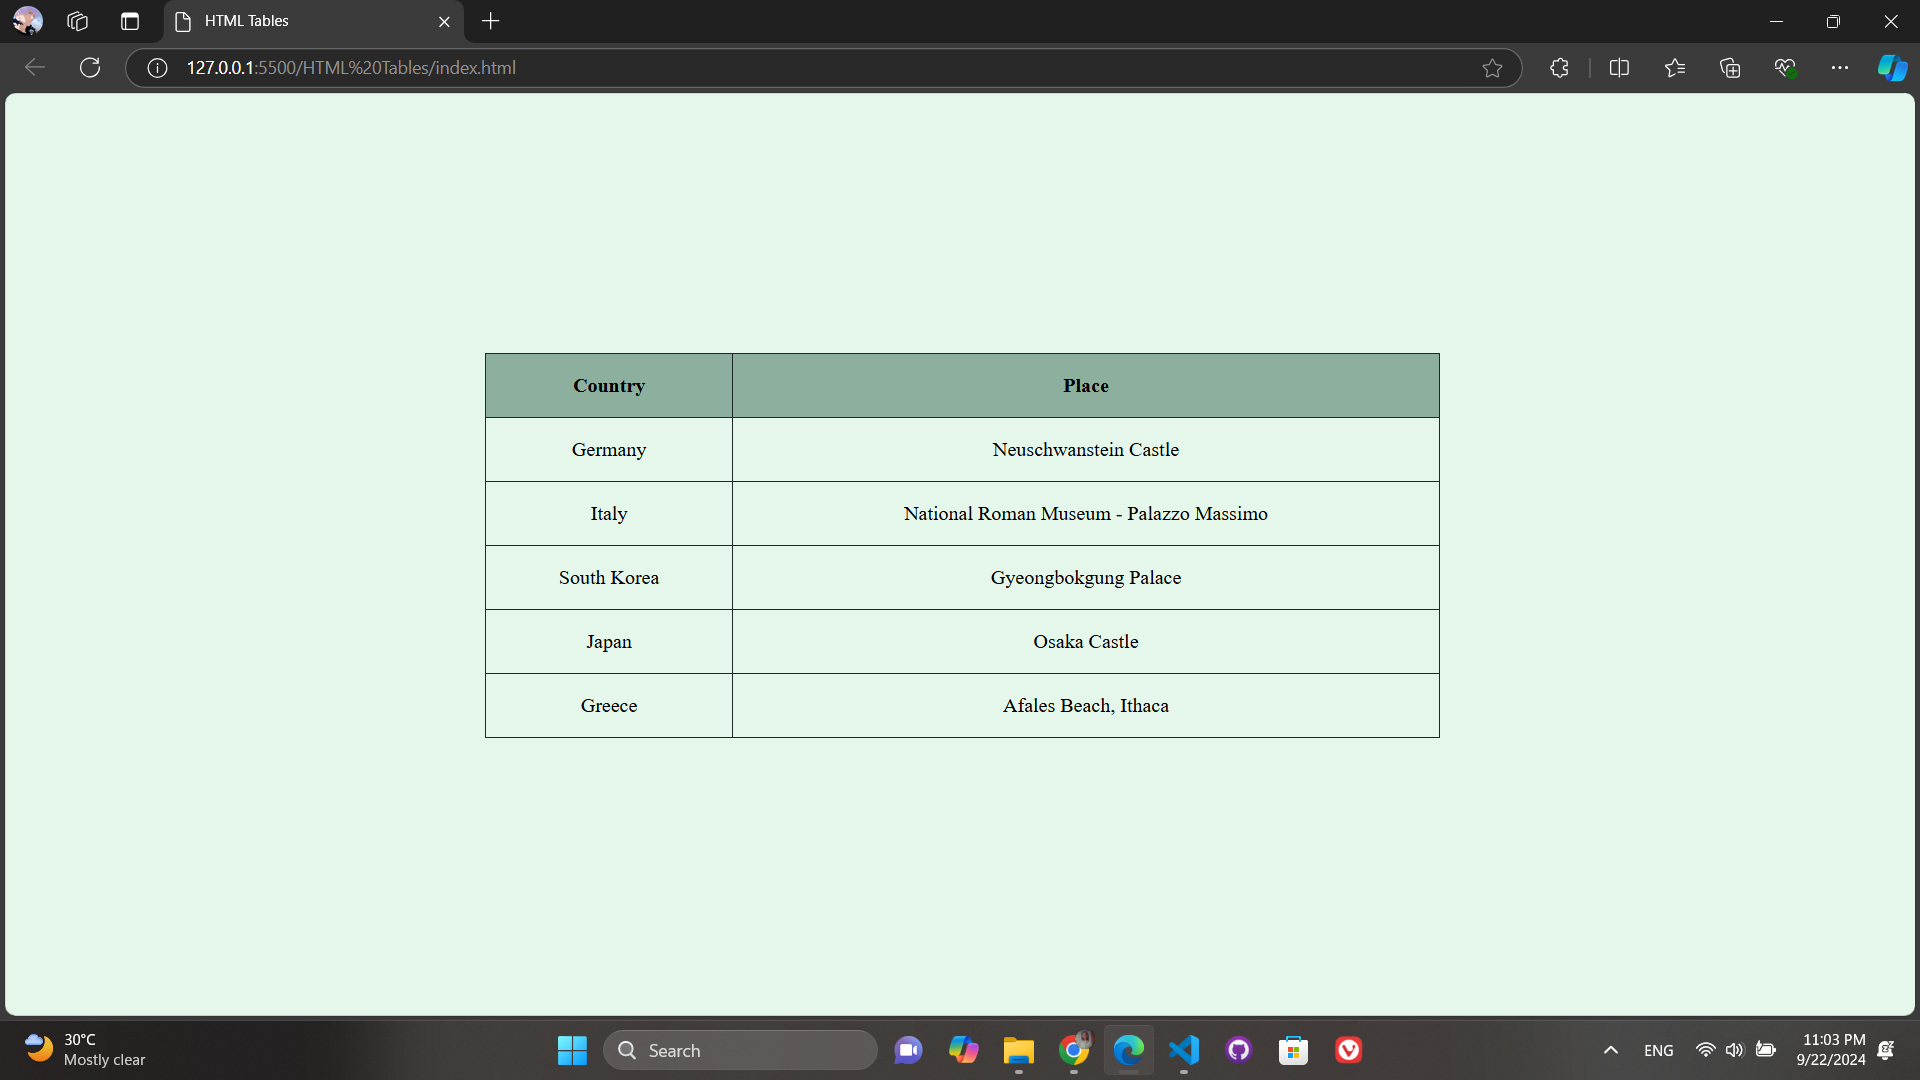 HTML Tables
127.0.0.1:5500/HTML%20Tables/index.html
Country Place
Germany Neuschwanstein Castle
Italy National Roman Museum - Palazzo Massimo
South Korea Gyeongbokgung Palace
Japan Osaka Castle
Greece Afales Beach, Ithaca
30°C
Mostly clear
Search
ENG
11:03 PM
9/22/2024